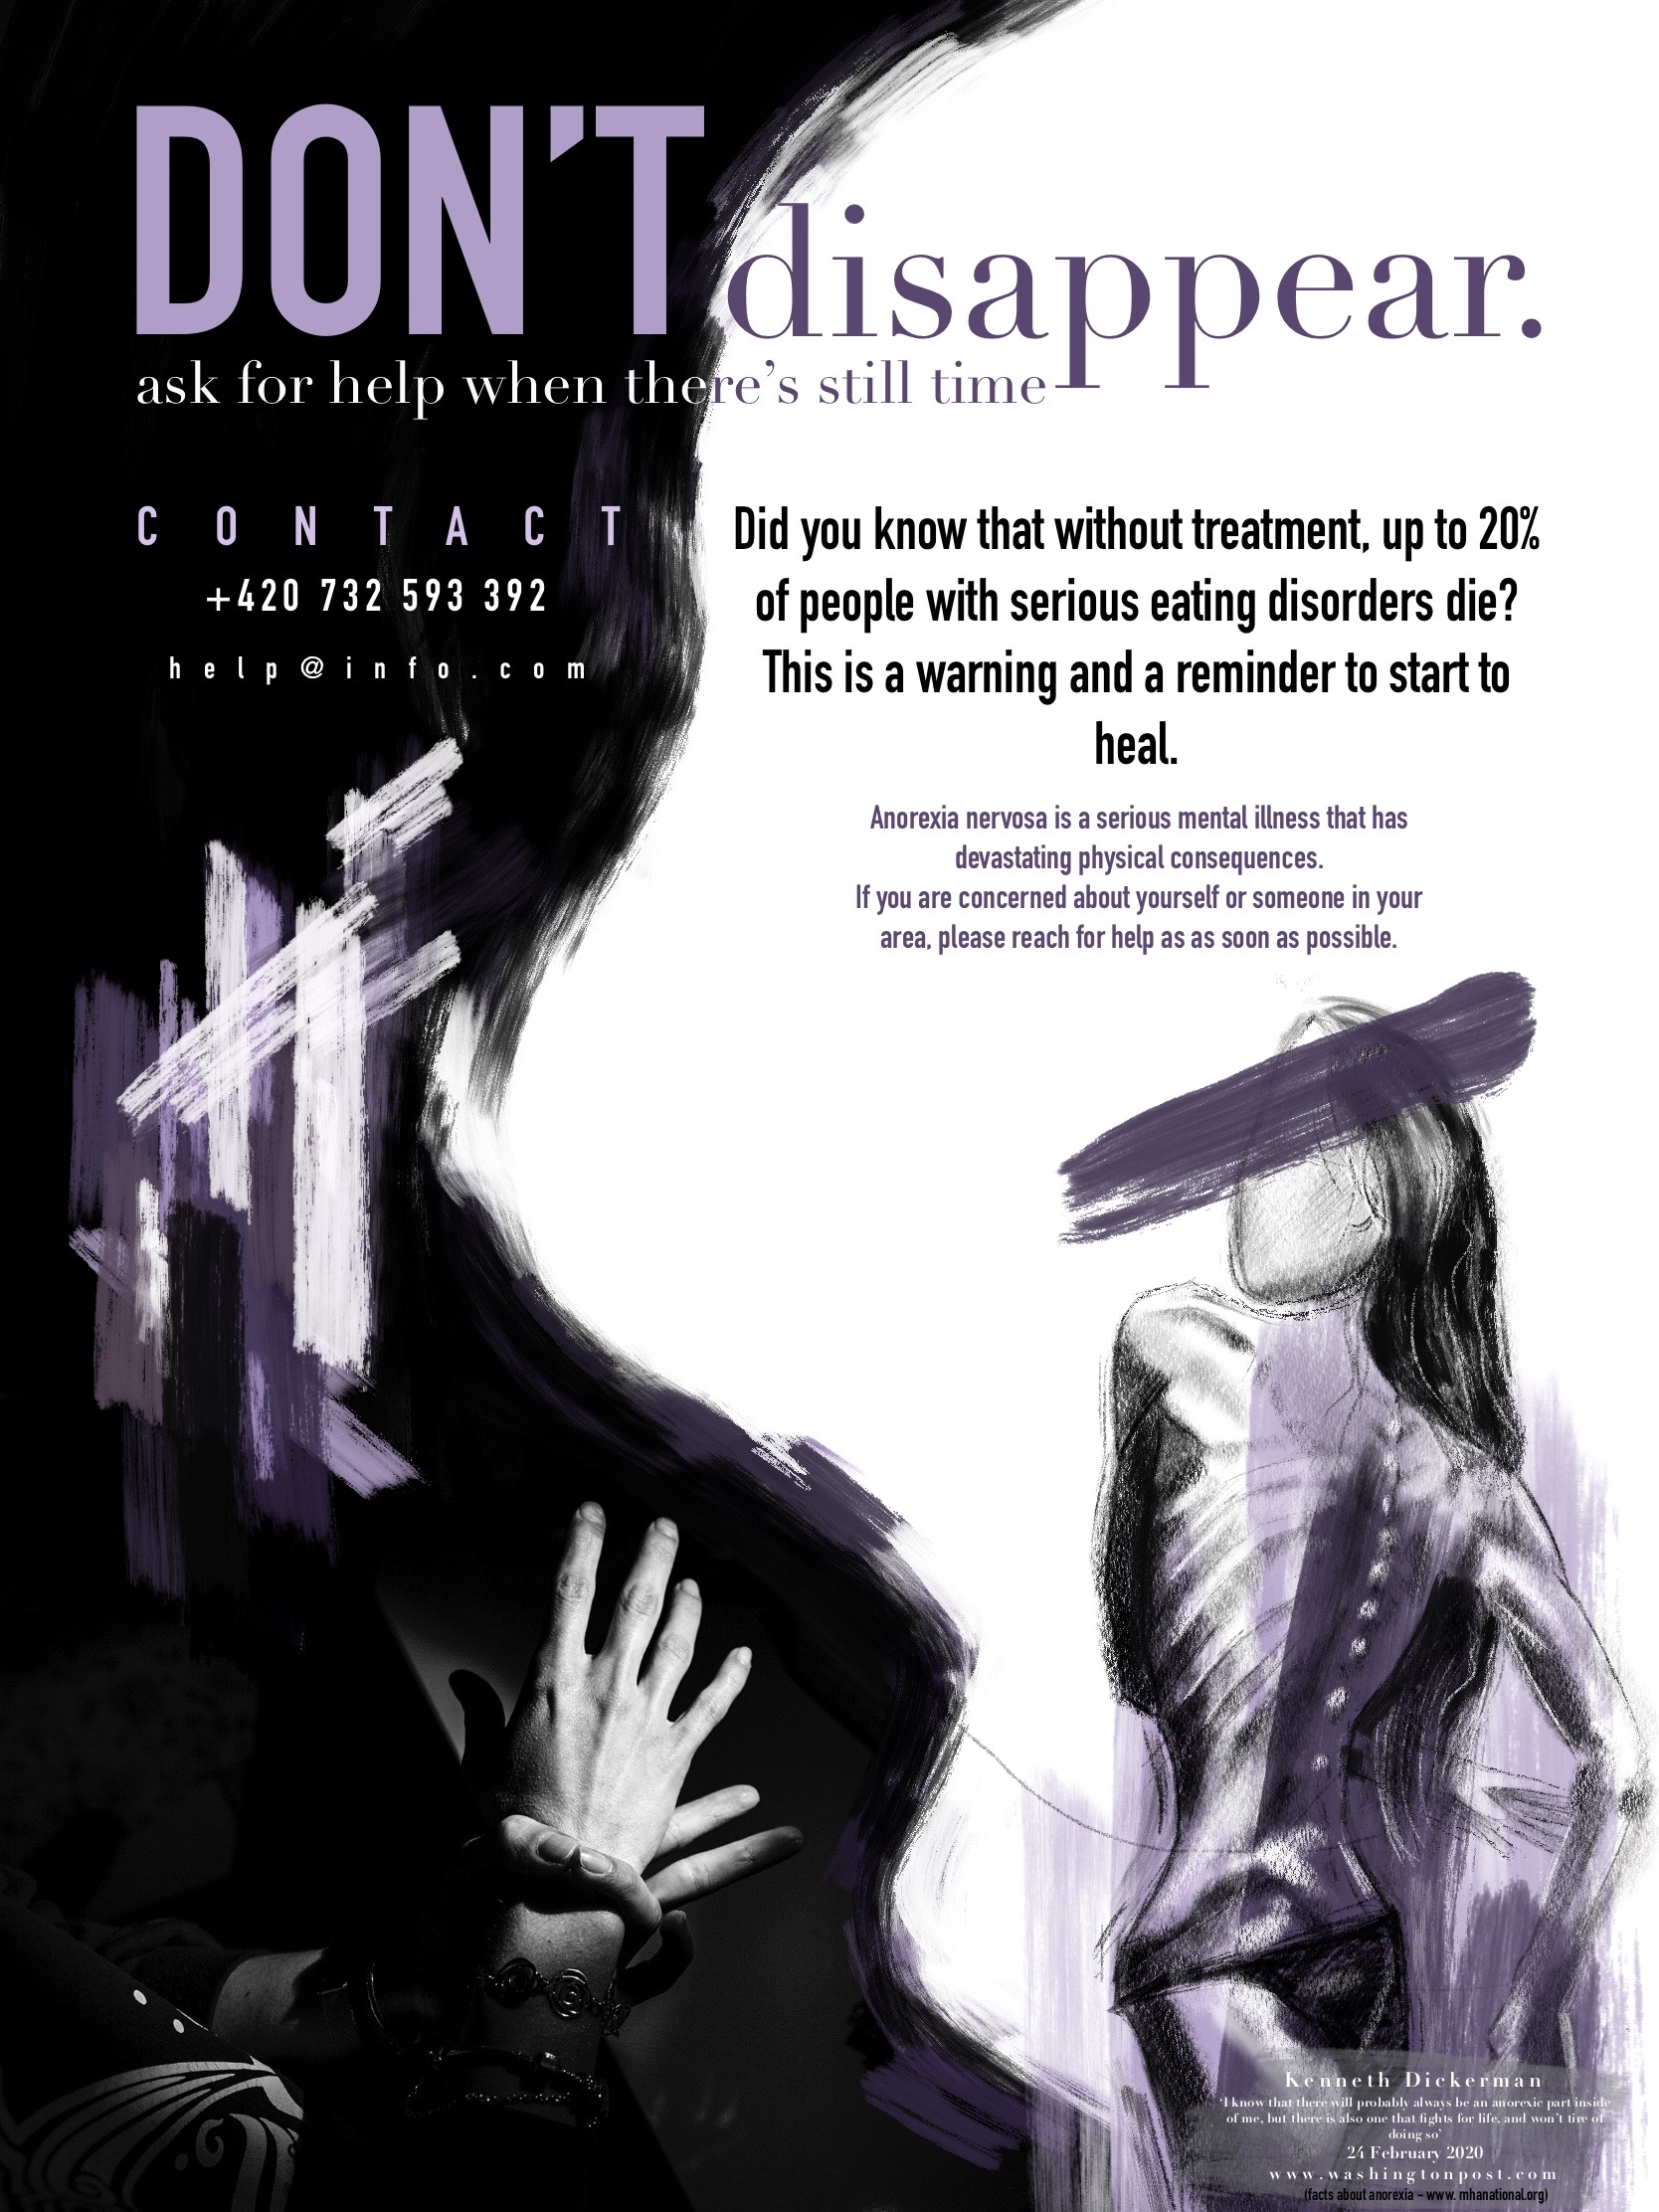 DON'T disappear.
ask for help when there's still time
CONTACT
+420 732 593 392
help@info.com
Did you know that without treatment, up to 20%
of people with serious eating disorders die?
This is a warning and a reminder to start to
heal.
Anorexia nervosa is a serious mental illness that has
devastating physical consequences.
If you are concerned about yourself or someone in your
area, please reach for help as as soon as possible.
Kenneth Dickerman
'I know that there will probably always be an anorexic part inside
of me, but there is also one that fights for life, and won't tire of
doing so'
24 February 2020
www.washingtonpost.com
(facts about anorexia - www. mhanational.org)